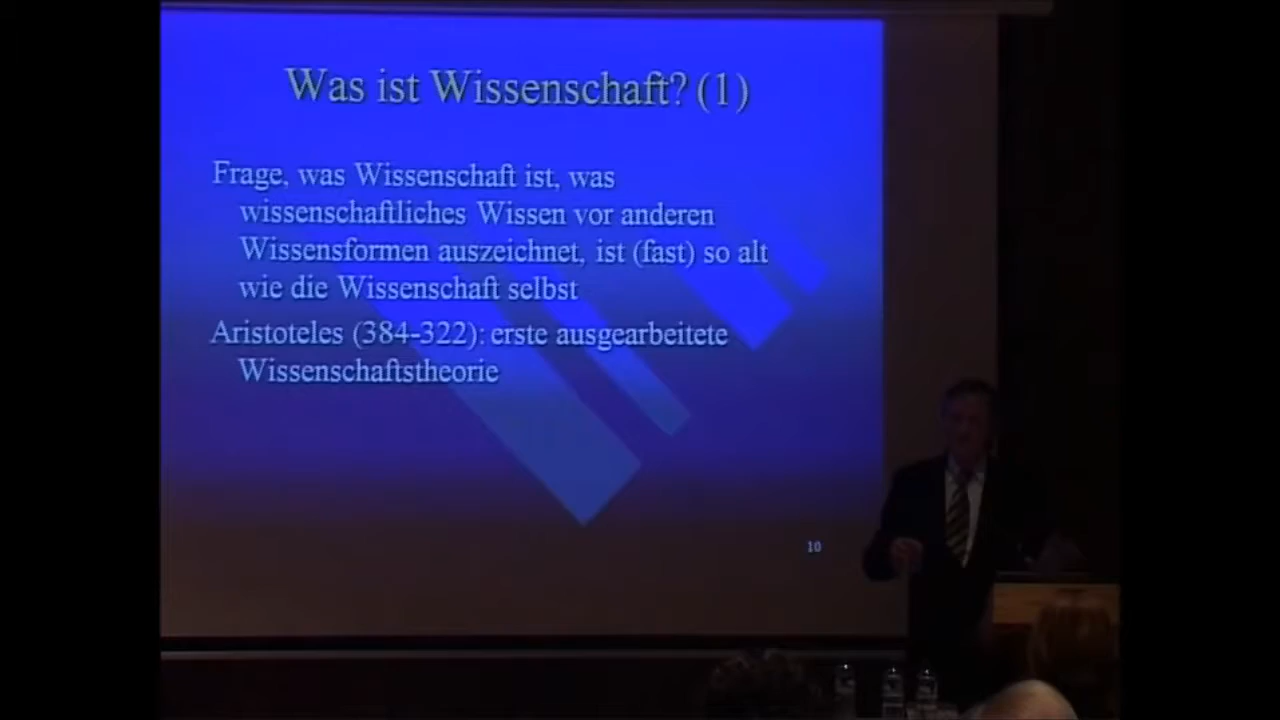 Was ist Wissenschaft? (1)
Frage, was Wissenschaft ist, was
wissenschaftliches Wissen vor anderen
Wissensformen auszeichnet, ist (fast) so alt
wie die Wissenschaft selbst
Aristoteles (384-322): erste ausgearbeitete
Wissenschaftstheorie
10